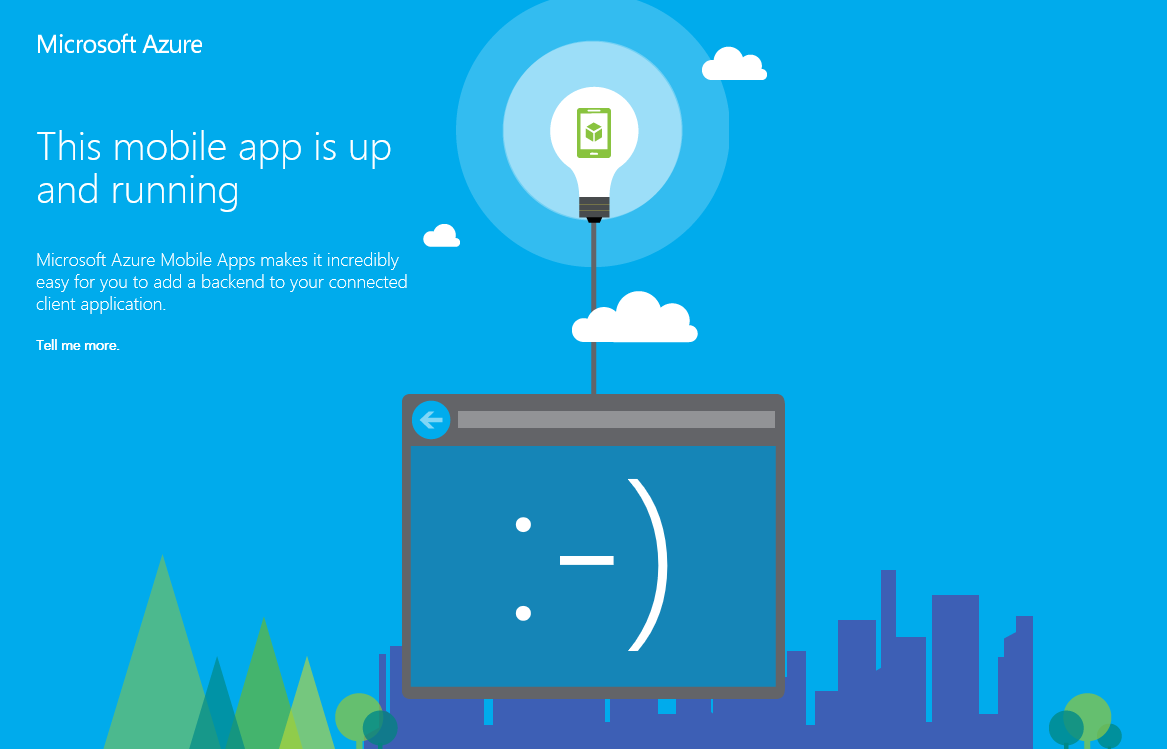 Microsoft Azure
This mobile app is up
and running
Microsoft Azure Mobile Apps makes it incredibly
easy for you to add a backend to your connected
client application.
Tell me more.
:-)